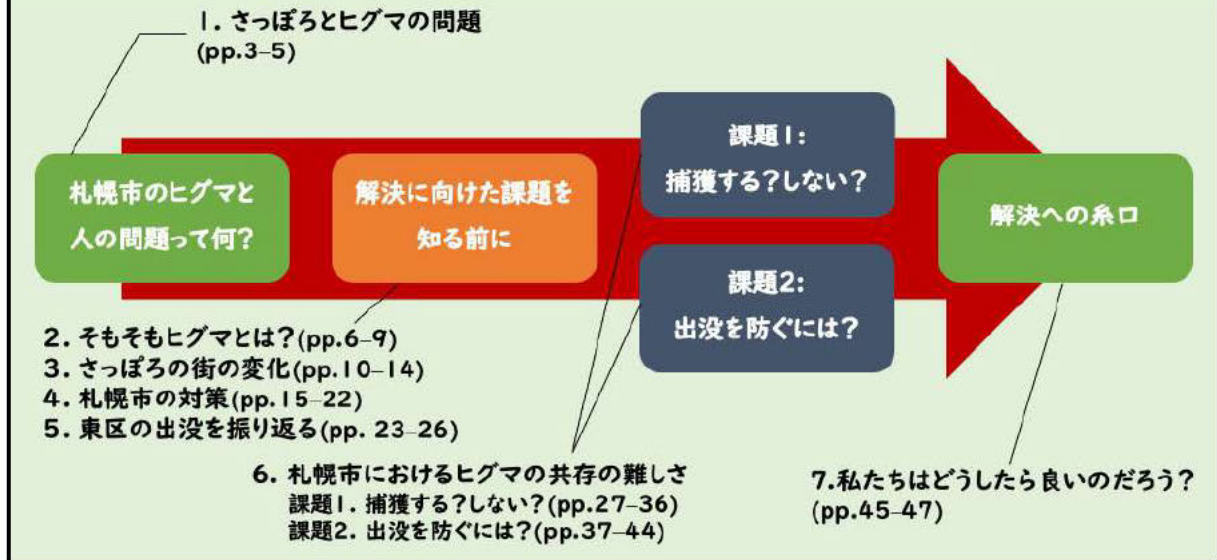 1. さっぽろとヒグマの問題
(pp.3–5)
札幌市のヒグマと
人の問題って何?
解決に向けた課題を
知る前に
課題1:
捕獲する?しない?
課題2:
出没を防ぐには?
解決への糸口
2. そもそもヒグマとは?(pp.6–9)
3. さっぽろの街の変化(pp.10–14)
4. 札幌市の対策(pp.15–22)
5. 東区の出没を振り返る(pp. 23–26)
6. 札幌市におけるヒグマの共存の難しさ
課題1. 捕獲する?しない?(pp.27–36)
課題2. 出没を防ぐには?(pp.37–44)
7.私たちはどうしたら良いのだろう?
(pp.45–47)